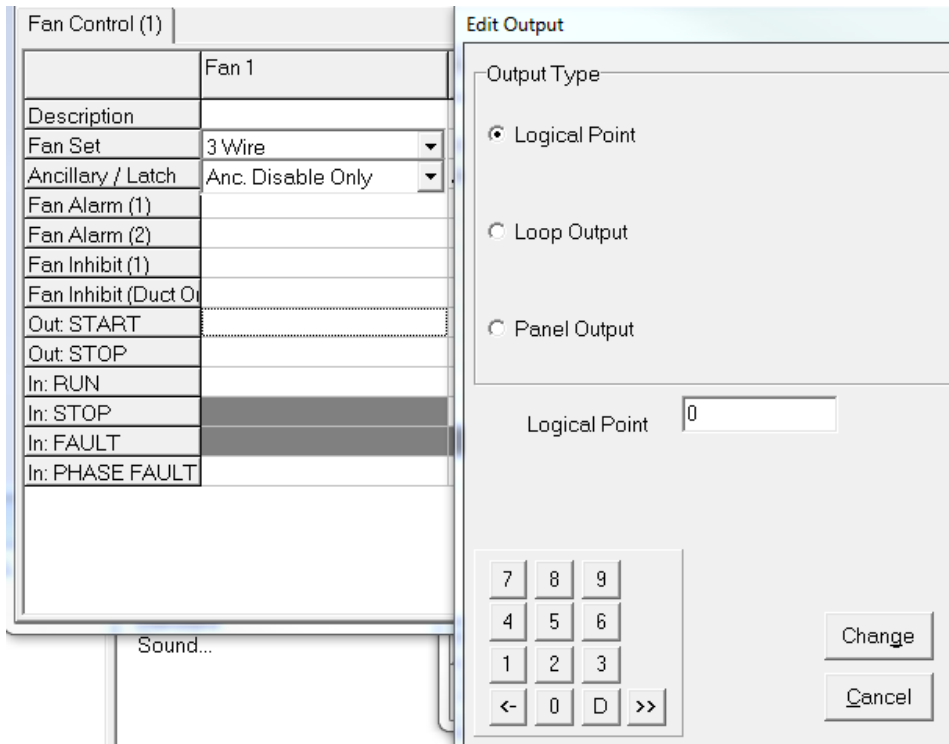 Fan Control (1)
Fan 1
Description
Fan Set 3 Wire
Ancillary / Latch Anc. Disable Only
Fan Alarm (1)
Fan Alarm (2)
Fan Inhibit (1)
Fan Inhibit (Duct
Out: START
Out: STOP
In: RUN
In: STOP
In: FAULT
In: PHASE FAULT
Sound...
Edit Output
Output Type
Logical Point
Loop Output
Panel Output
Logical Point 0
7 8 9
4 5 6
1 2 3
<- 0 D >>
Change
Cancel